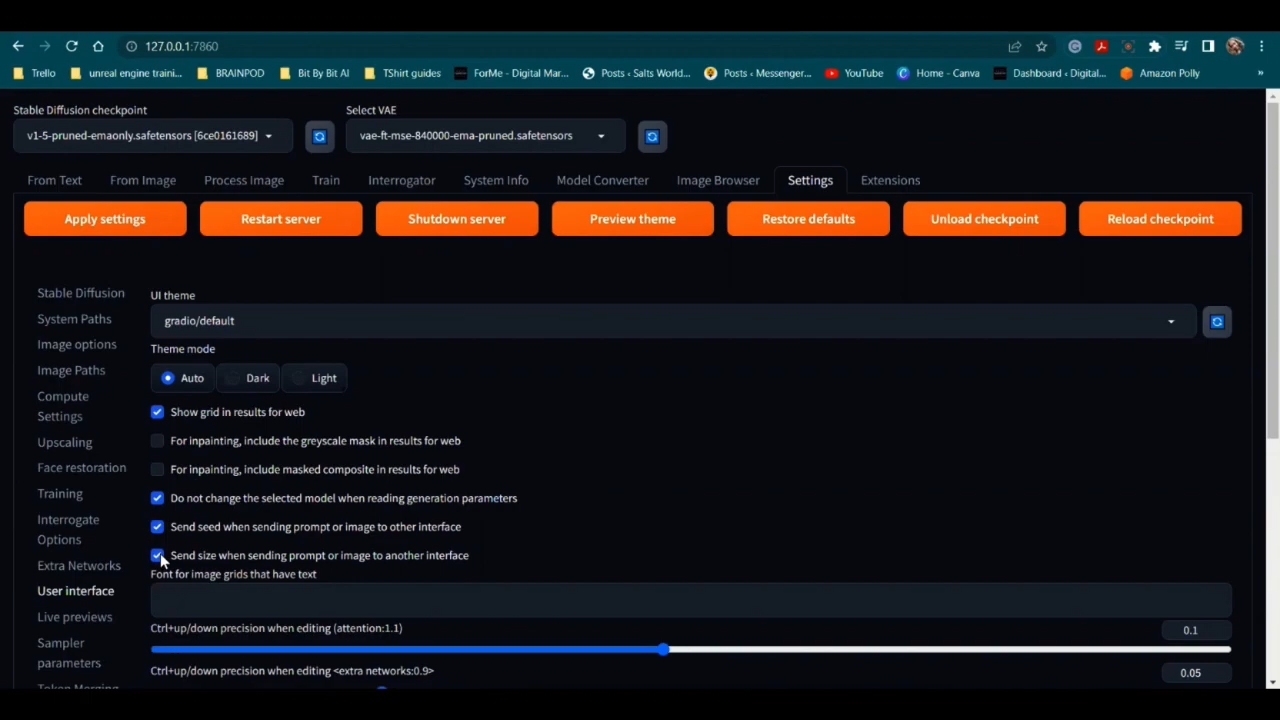 127.0.0.1:7860
Trello unreal engine traini... BRAINPOD Bit By Bit AI TShirt guides ForMe - Digital Mar... Posts ‹ Salts World... Posts ‹ Messenger... YouTube Home - Canva Dashboard ‹ Digital... Amazon Polly »
Stable Diffusion checkpoint Select VAE
v1-5-pruned-emaonly.safetensors [6ce0161689] vae-ft-mse-840000-ema-pruned.safetensors
From Text From Image Process Image Train Interrogator System Info Model Converter Image Browser Settings Extensions
Apply settings Restart server Shutdown server Preview theme Restore defaults Unload checkpoint Reload checkpoint
Stable Diffusion
System Paths
Image options
Image Paths
Compute
Settings
Upscaling
Face restoration
Training
Interrogate
Options
Extra Networks
User interface
Live previews
Sampler
parameters
Token Merging
UI theme
gradio/default
Theme mode
Auto Dark Light
Show grid in results for web
For inpainting, include the greyscale mask in results for web
For inpainting, include masked composite in results for web
Do not change the selected model when reading generation parameters
Send seed when sending prompt or image to other interface
Send size when sending prompt or image to another interface
Font for image grids that have text
Ctrl+up/down precision when editing (attention:1.1) 0.1
Ctrl+up/down precision when editing <extra networks:0.9> 0.05